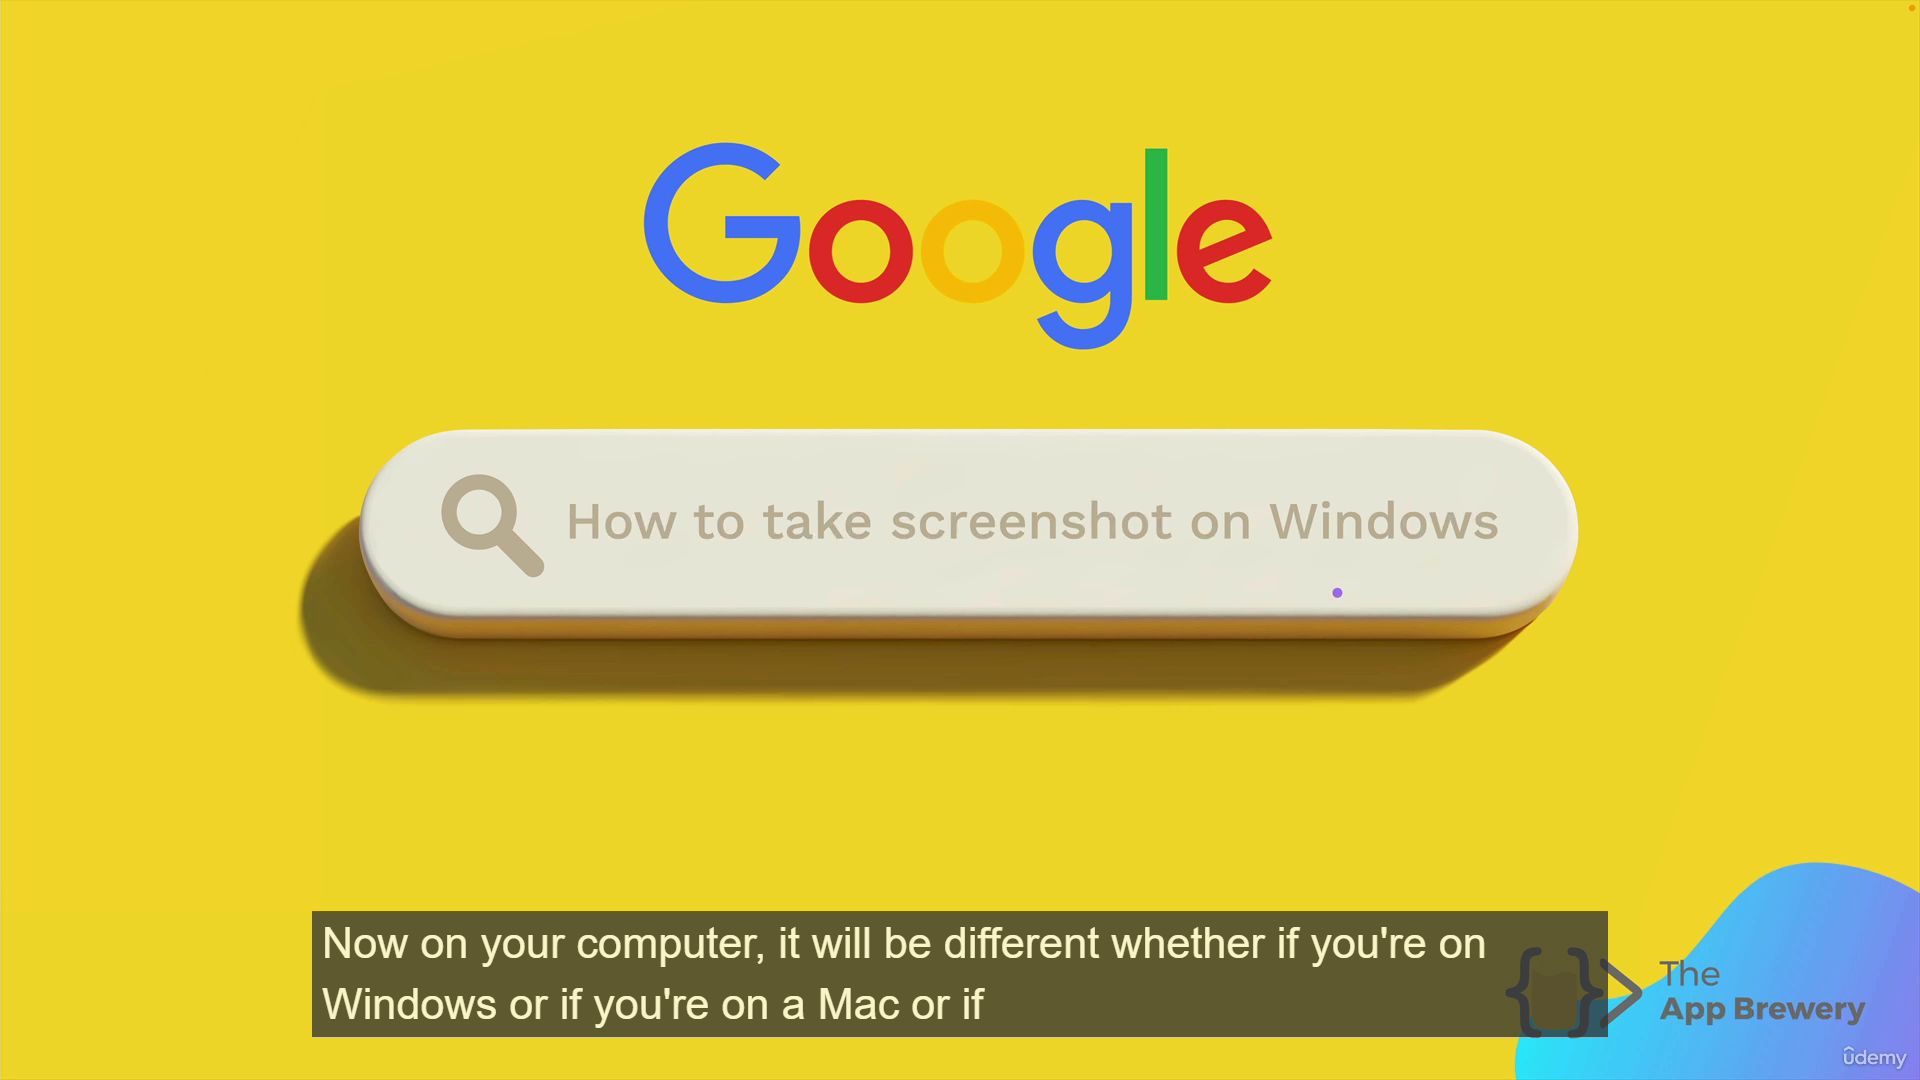 Google
How to take screenshot on Windows
Now on your computer, it will be different whether if you're on
Windows or if you're on a Mac or if
The
App Brewery
udemy